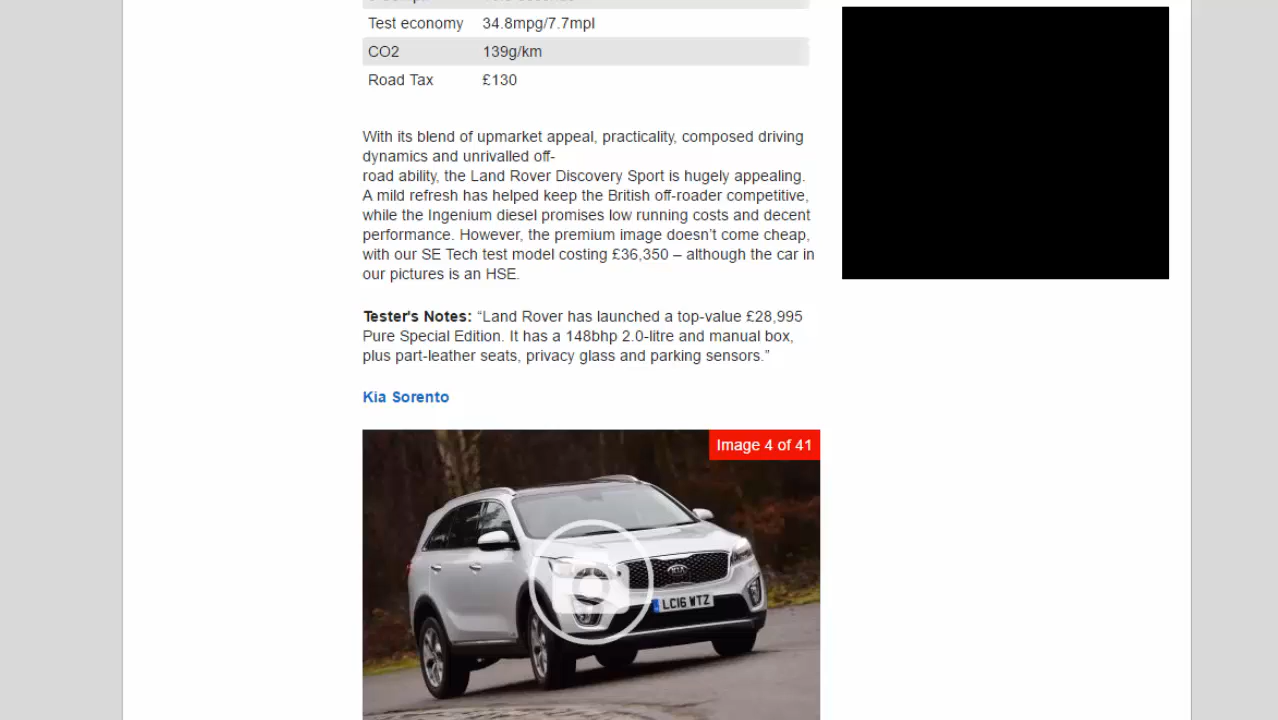 Test economy 34.8mpg/7.7mpl
CO2 139g/km
Road Tax £130
With its blend of upmarket appeal, practicality, composed driving
dynamics and unrivalled off-
road ability, the Land Rover Discovery Sport is hugely appealing.
A mild refresh has helped keep the British off-roader competitive,
while the Ingenium diesel promises low running costs and decent
performance. However, the premium image doesn’t come cheap,
with our SE Tech test model costing £36,350 – although the car in
our pictures is an HSE.
Tester's Notes: “Land Rover has launched a top-value £28,995
Pure Special Edition. It has a 148bhp 2.0-litre and manual box,
plus part-leather seats, privacy glass and parking sensors.”
Kia Sorento
Image 4 of 41
KIA
LC16 WTZ